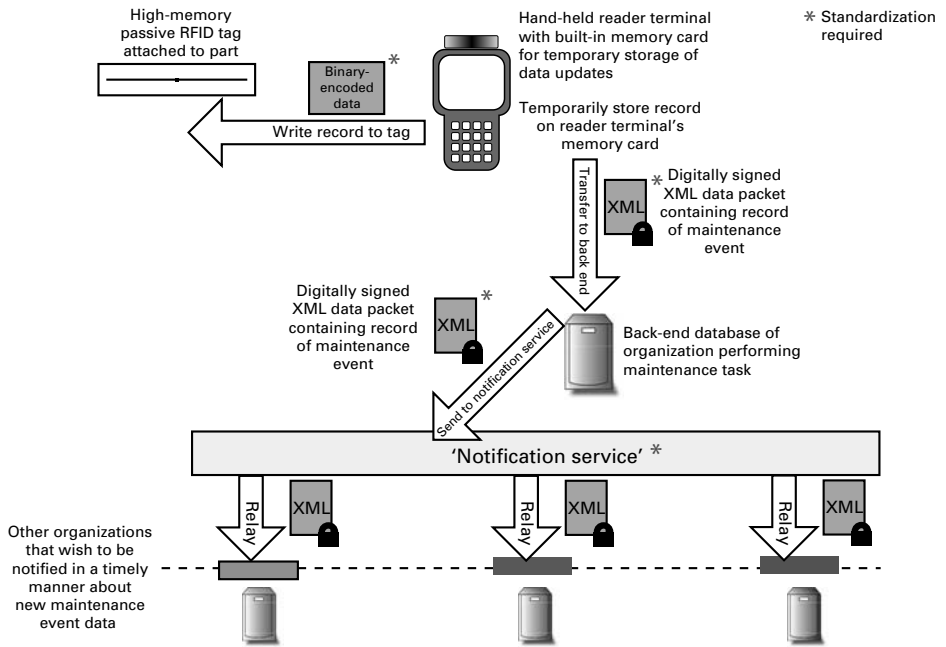 High-memory
passive RFID tag
attached to part
Binary-
encoded
data
*
Write record to tag
Hand-held reader terminal
with built-in memory card
for temporary storage of
data updates
* Standardization
required
Temporarily store record
on reader terminal's
memory card
Transfer to back end
XML
*
Digitally signed
XML data packet
containing record
of maintenance
event
Digitally signed
XML data packet
containing record
of maintenance
event
XML
*
Send to notification service
Back-end database of
organization performing
maintenance task
'Notification service' *
Relay
XML
Relay
XML
Relay
XML
Other organizations
that wish to be
notified in a timely
manner about
new maintenance
event data